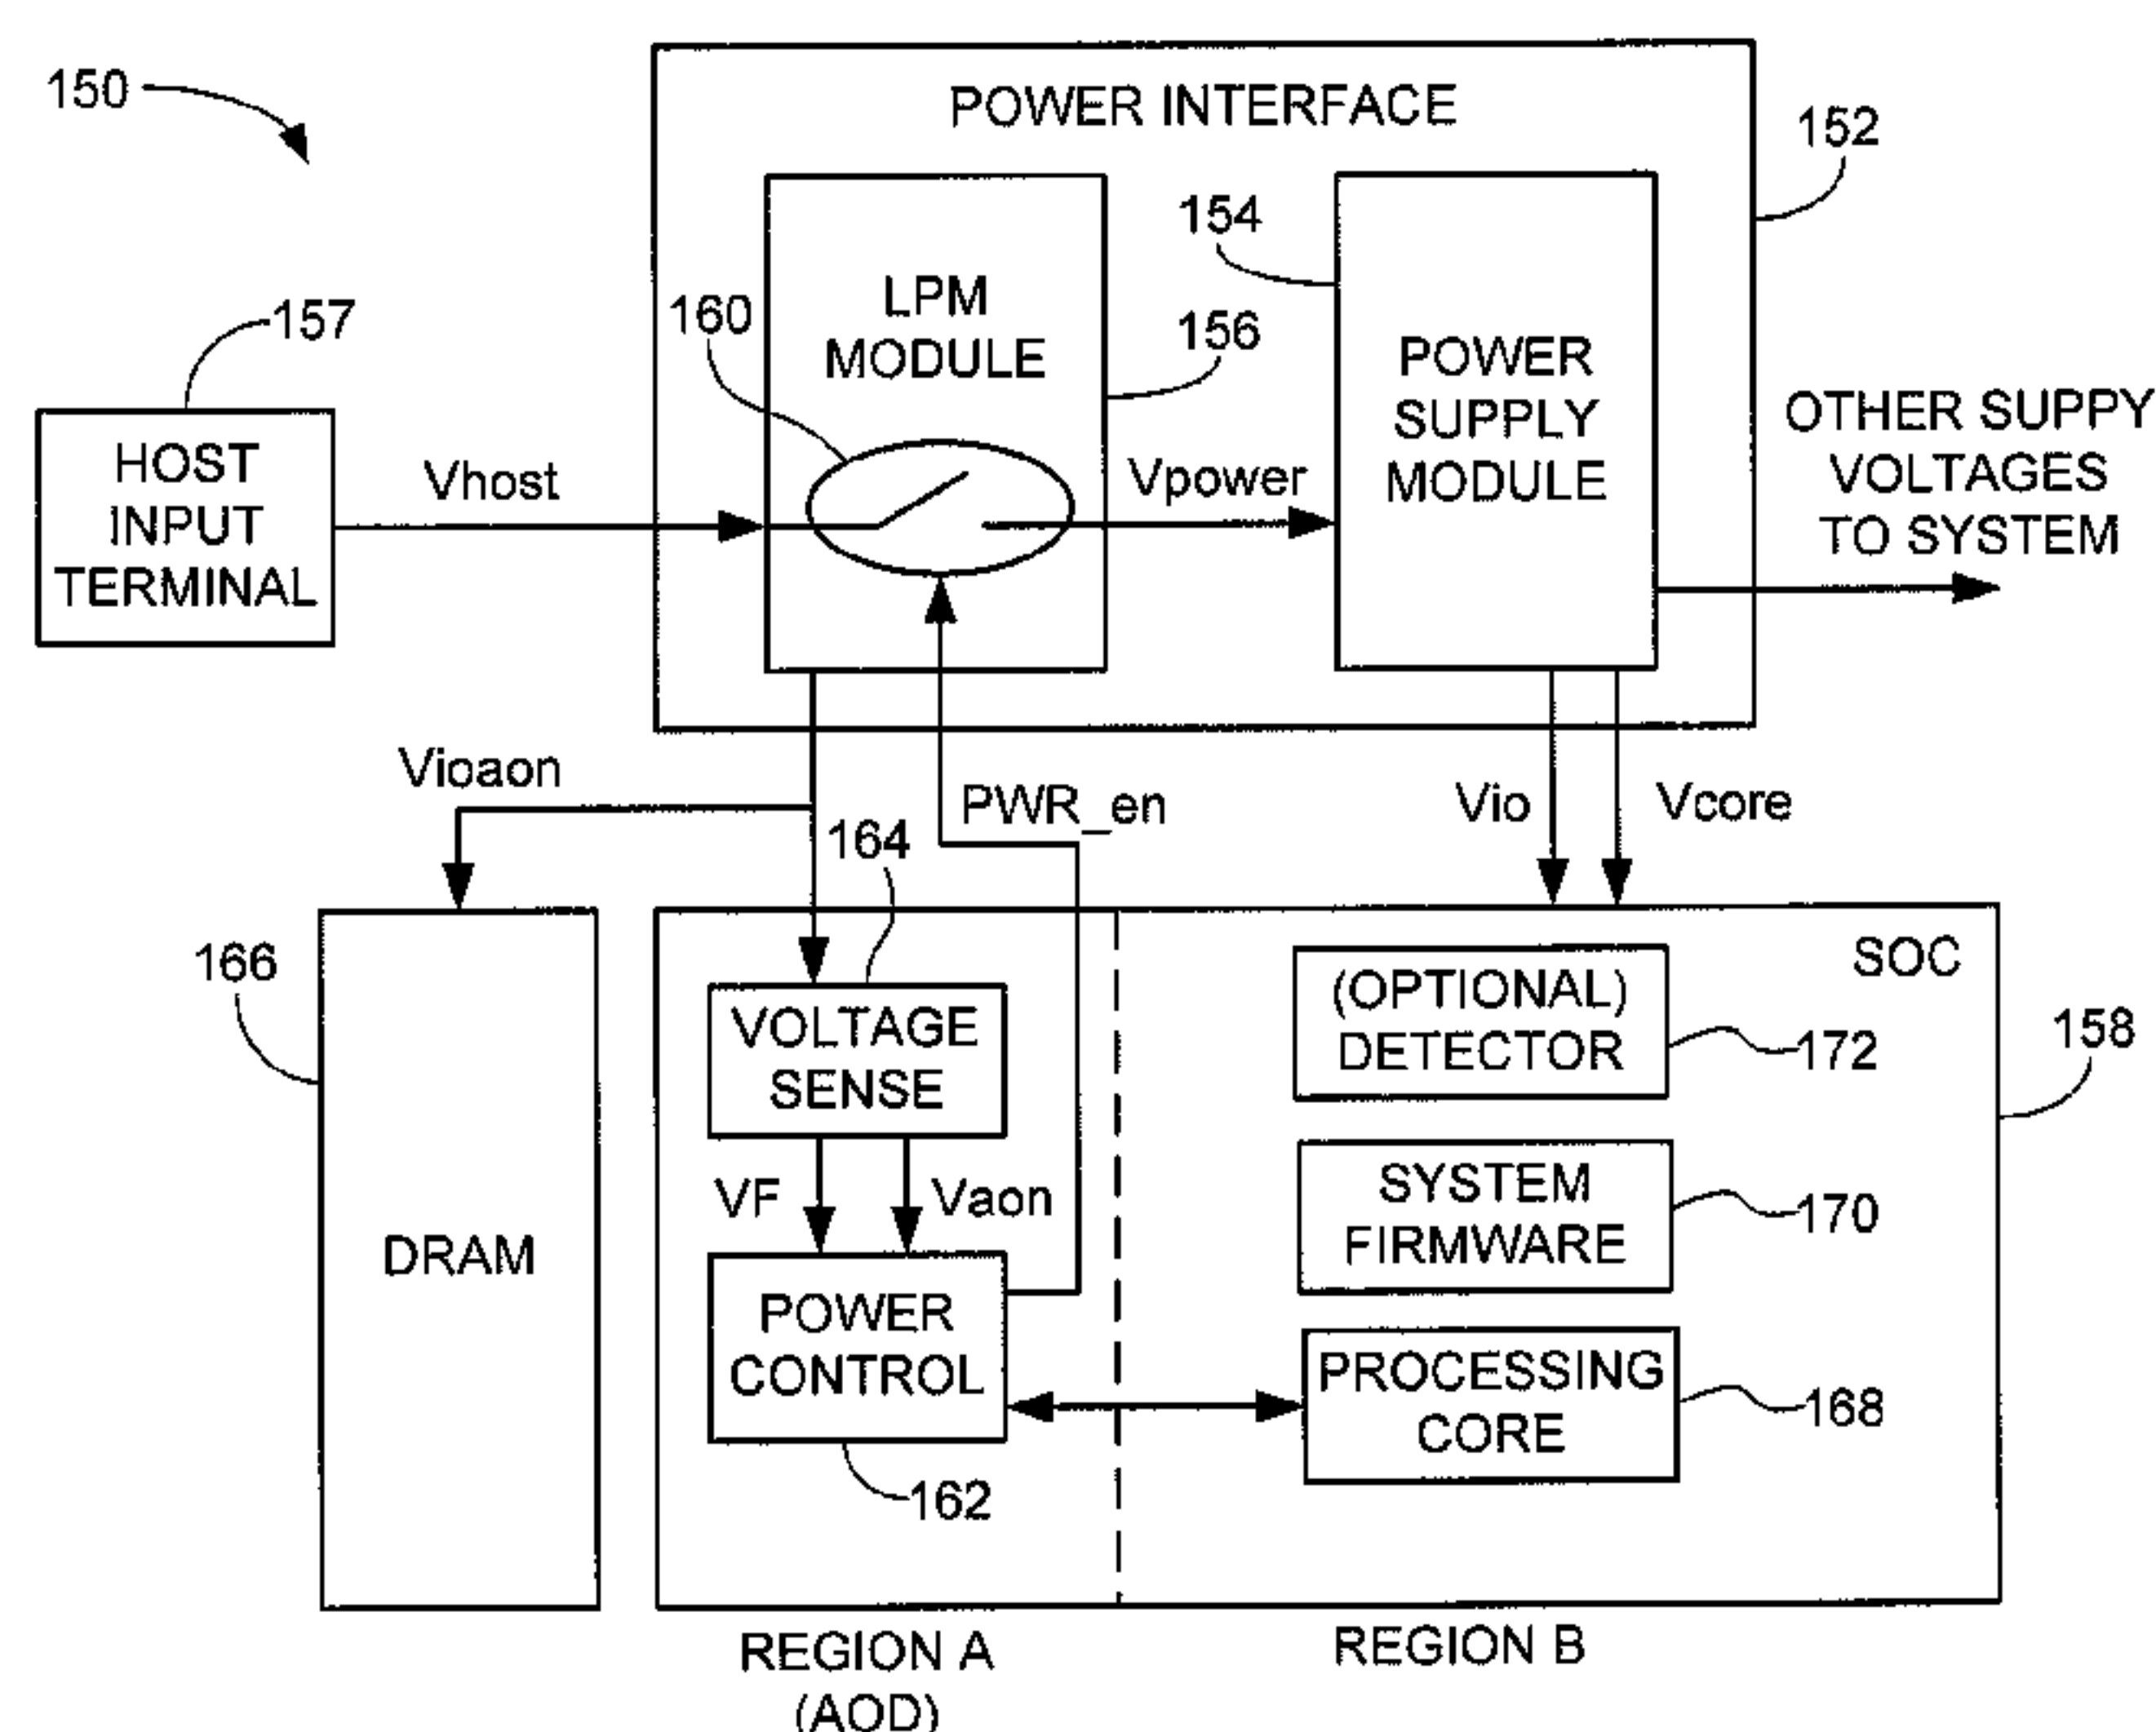 150
POWER INTERFACE
152
154
LPM
MODULE
160
156
157
POWER
SUPPLY
MODULE
OTHER SUPPY
VOLTAGES
TO SYSTEM
HOST
INPUT
TERMINAL
Vhost
Vpower
Vioaon
PWR_en
Vio
Vcore
164
166
SOC
(OPTIONAL)
DETECTOR
172
158
VOLTAGE
SENSE
VF
Vaon
SYSTEM
FIRMWARE
170
DRAM
POWER
CONTROL
PROCESSING
CORE
168
162
REGION A
(AOD)
REGION B